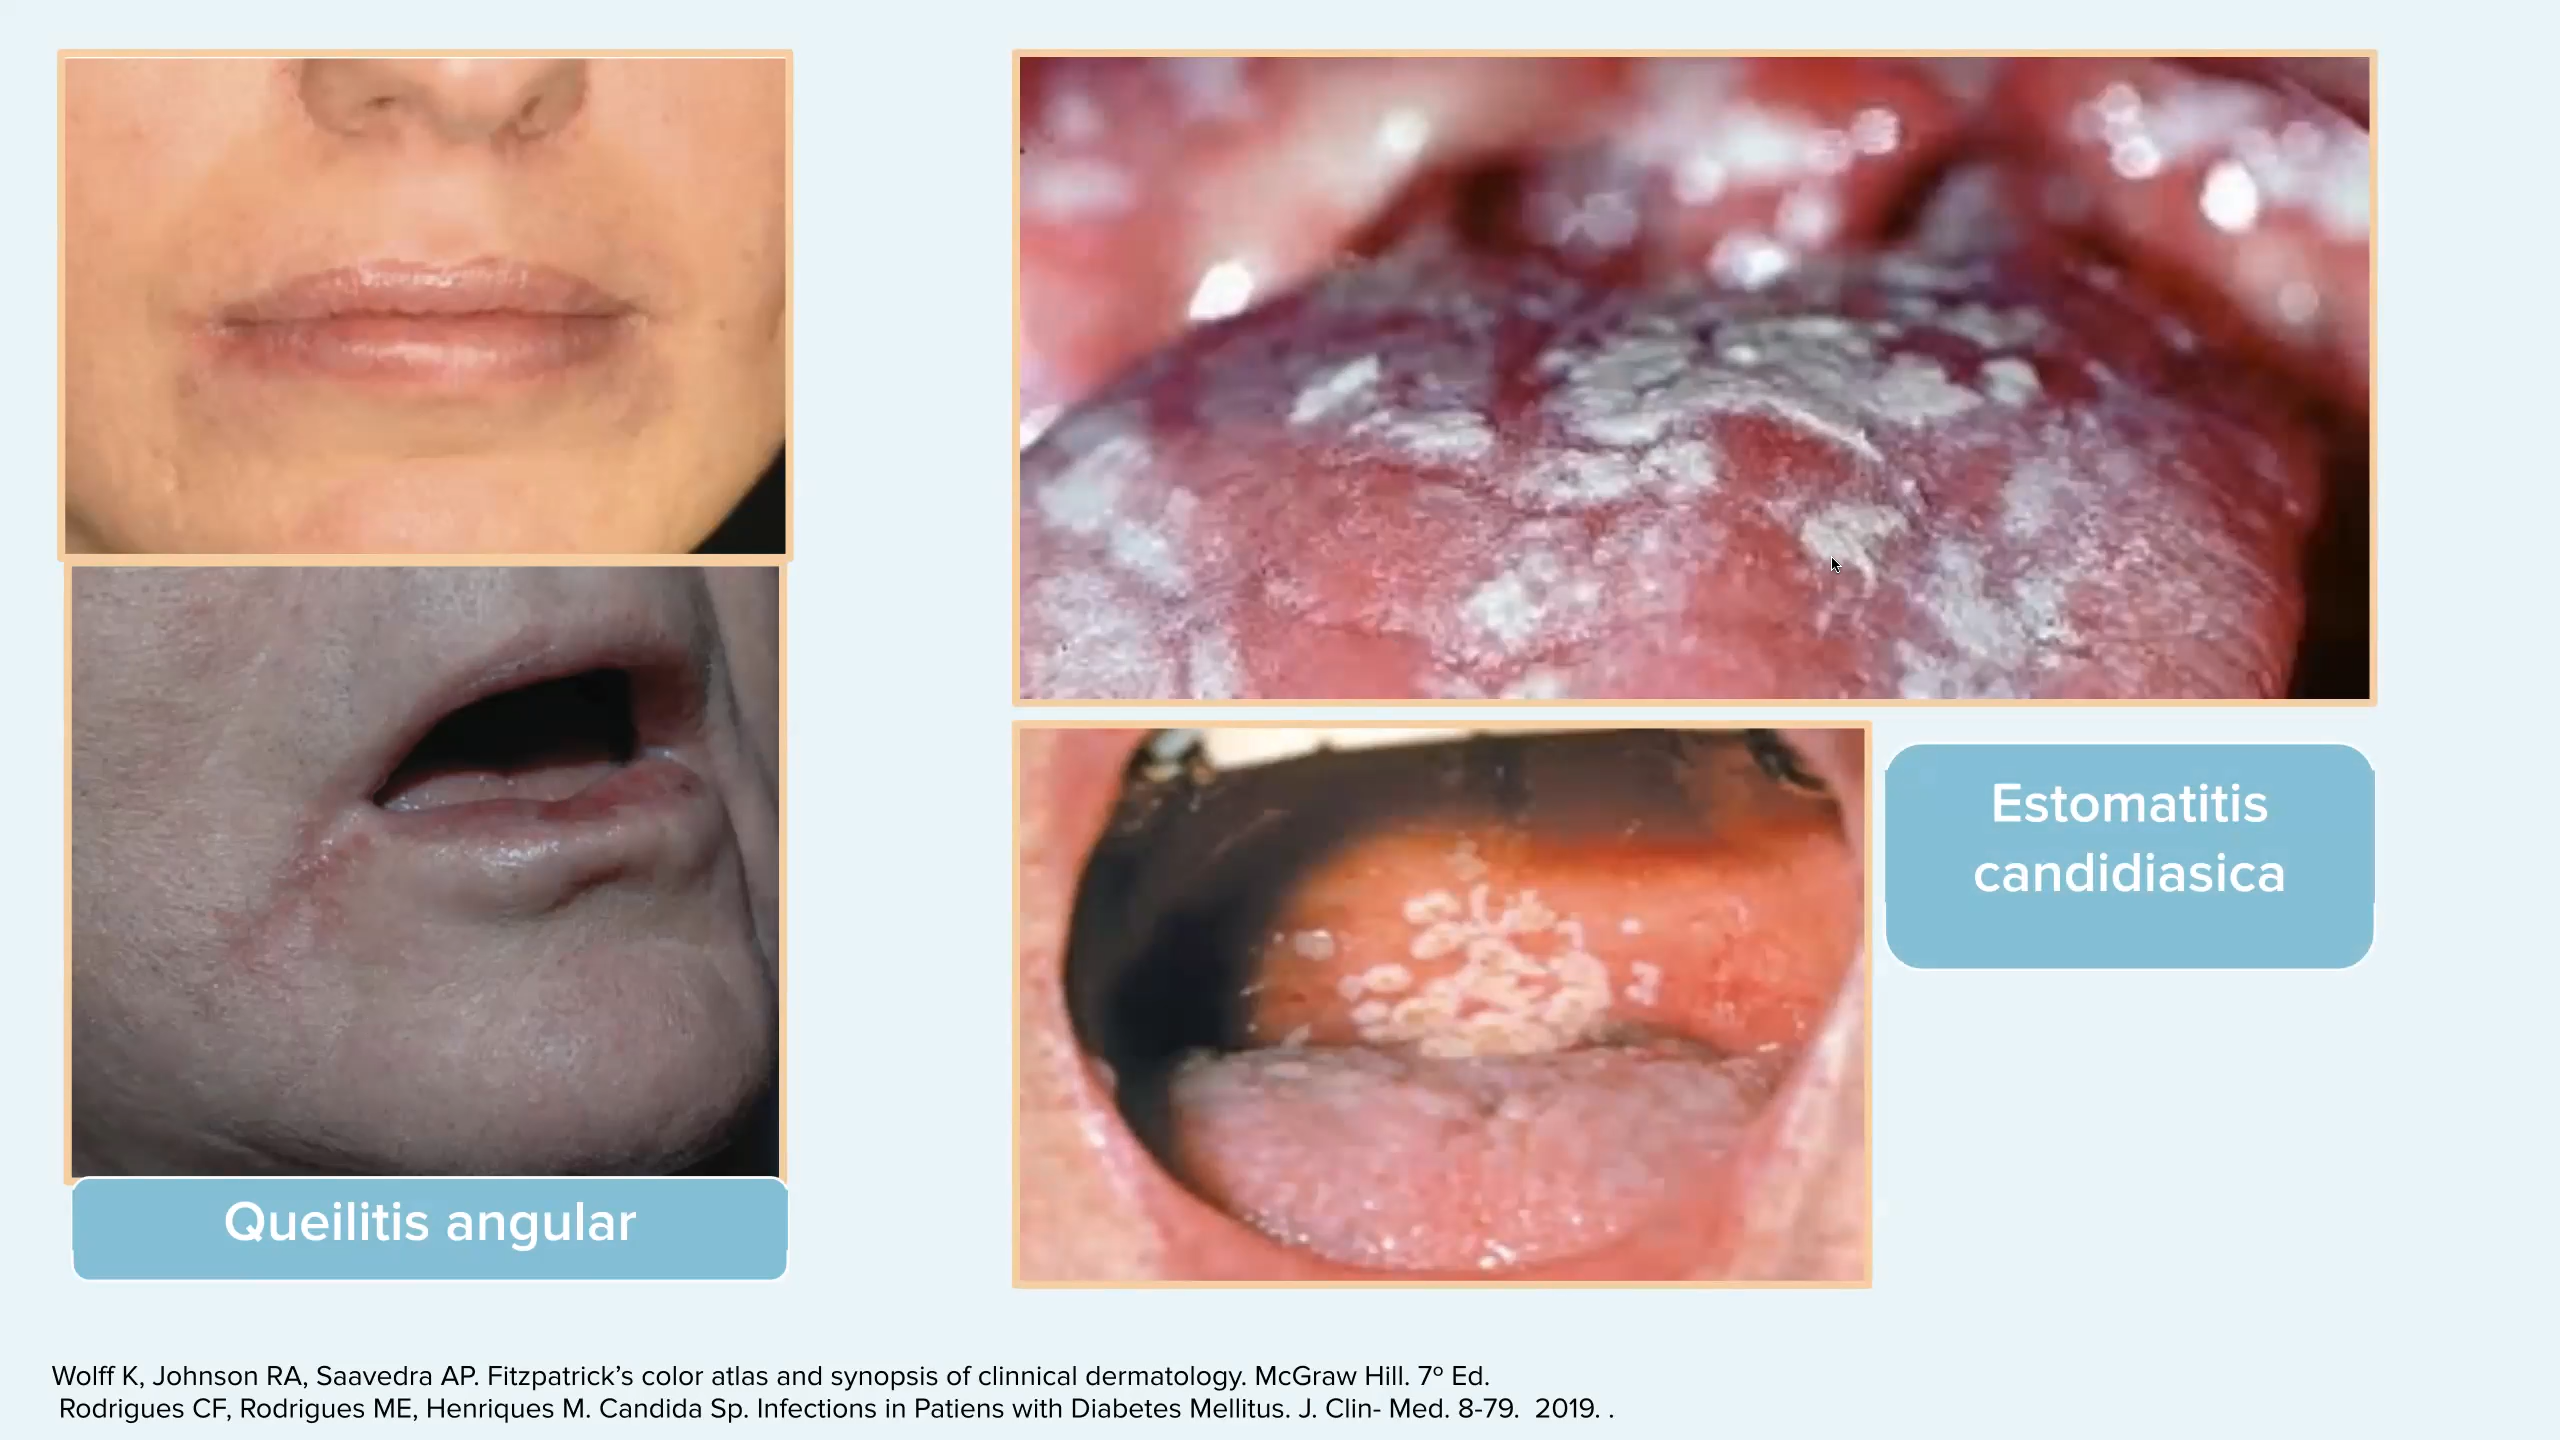 Estomatitis
candidiasica
Queilitis angular
Wolff K, Johnson RA, Saavedra AP. Fitzpatrick’s color atlas and synopsis of clinnical dermatology. McGraw Hill. 7º Ed.
Rodrigues CF, Rodrigues ME, Henriques M. Candida Sp. Infections in Patiens with Diabetes Mellitus. J. Clin- Med. 8-79.  2019. .